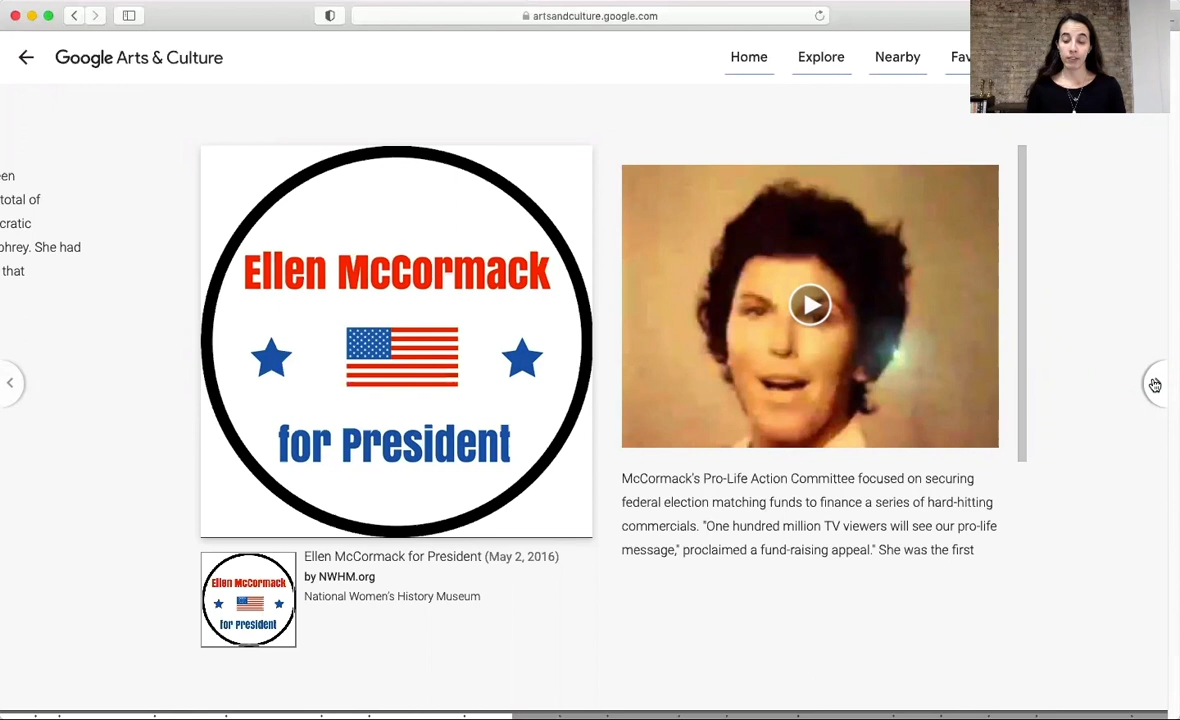 artsandculture.google.com
Google Arts & Culture
Home
Explore
Nearby
Fav
en
total of
cratic
phrey. She had
that
Ellen McCormack
for President
McCormack's Pro-Life Action Committee focused on securing
federal election matching funds to finance a series of hard-hitting
commercials. "One hundred million TV viewers will see our pro-life
message," proclaimed a fund-raising appeal." She was the first
Ellen McCormack
for President
Ellen McCormack for President (May 2, 2016)
by NWHM.org
National Women's History Museum